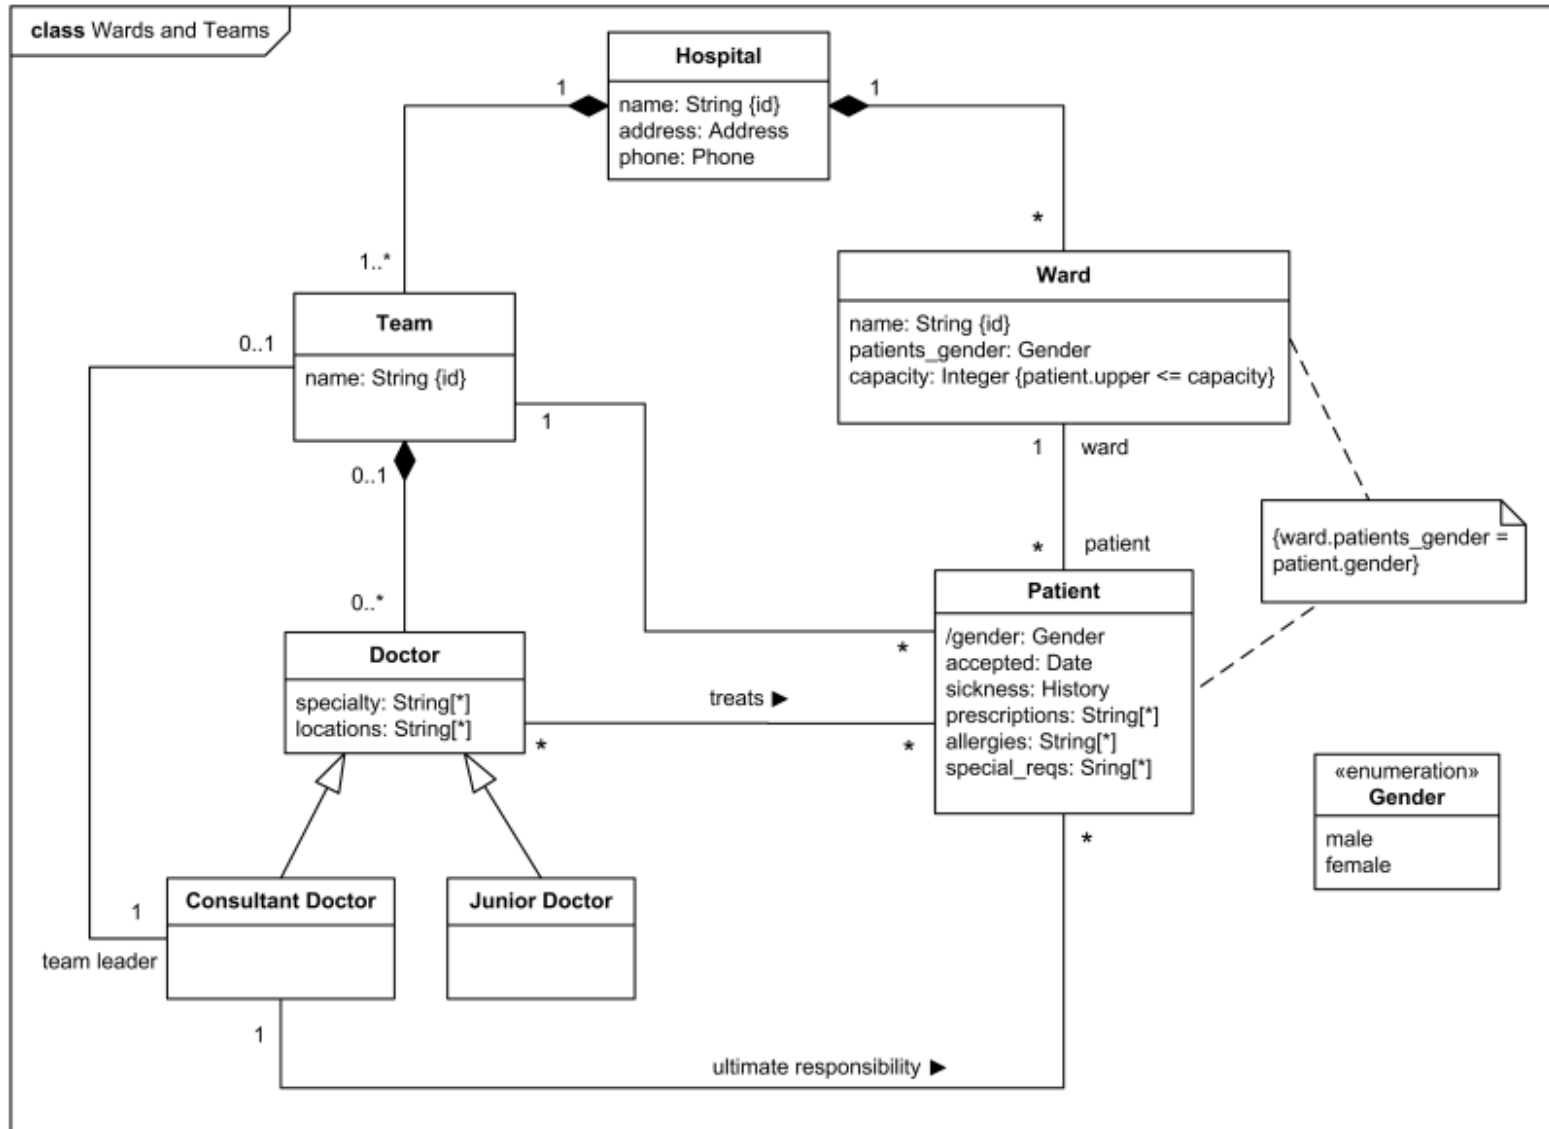 class Wards and Teams
Hospital
name: String {id}
address: Address
phone: Phone
1
1
1..*
*
Team
name: String {id}
0..1
1
0..1
0..*
Ward
name: String {id}
patients_gender: Gender
capacity: Integer {patient.upper <= capacity}
1
ward
*
patient
{ward.patients_gender =
patient.gender}
Doctor
specialty: String[*]
locations: String[*]
treats ▶
*
*
*
Patient
/gender: Gender
accepted: Date
sickness: History
prescriptions: String[*]
allergies: String[*]
special_reqs: Sring[*]
*
«enumeration»
Gender
male
female
Consultant Doctor
Junior Doctor
1
team leader
1
ultimate responsibility ▶